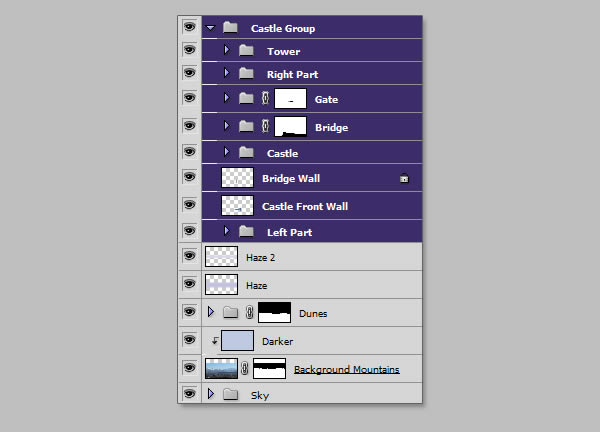 Castle Group
Tower
Right Part
Gate
Bridge
Castle
Bridge Wall
Castle Front Wall
Left Part
Haze 2
Haze
Dunes
Darker
Background Mountains
Sky